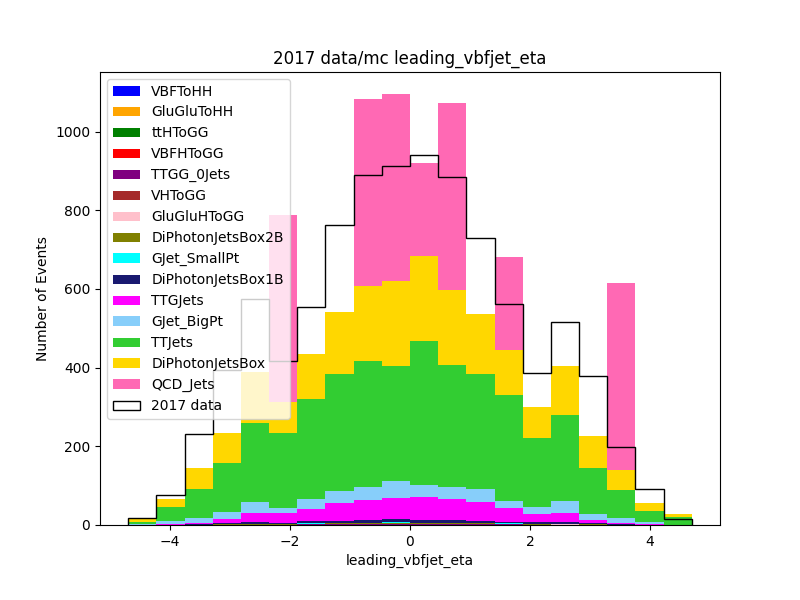 2017 data/mc leading_vbfjet_eta
VBFToHH
GluGluToHH
ttHToGG
VBFHToGG
TTGG_0Jets
VHToGG
GluGluHToGG
DiPhotonJetsBox2B
GJet_SmallPt
DiPhotonJetsBox1B
TTGJets
GJet_BigPt
TTJets
DiPhotonJetsBox
QCD_Jets
2017 data
Number of Events
1000
800
600
400
200
0
−4
−2
0
2
4
leading_vbfjet_eta